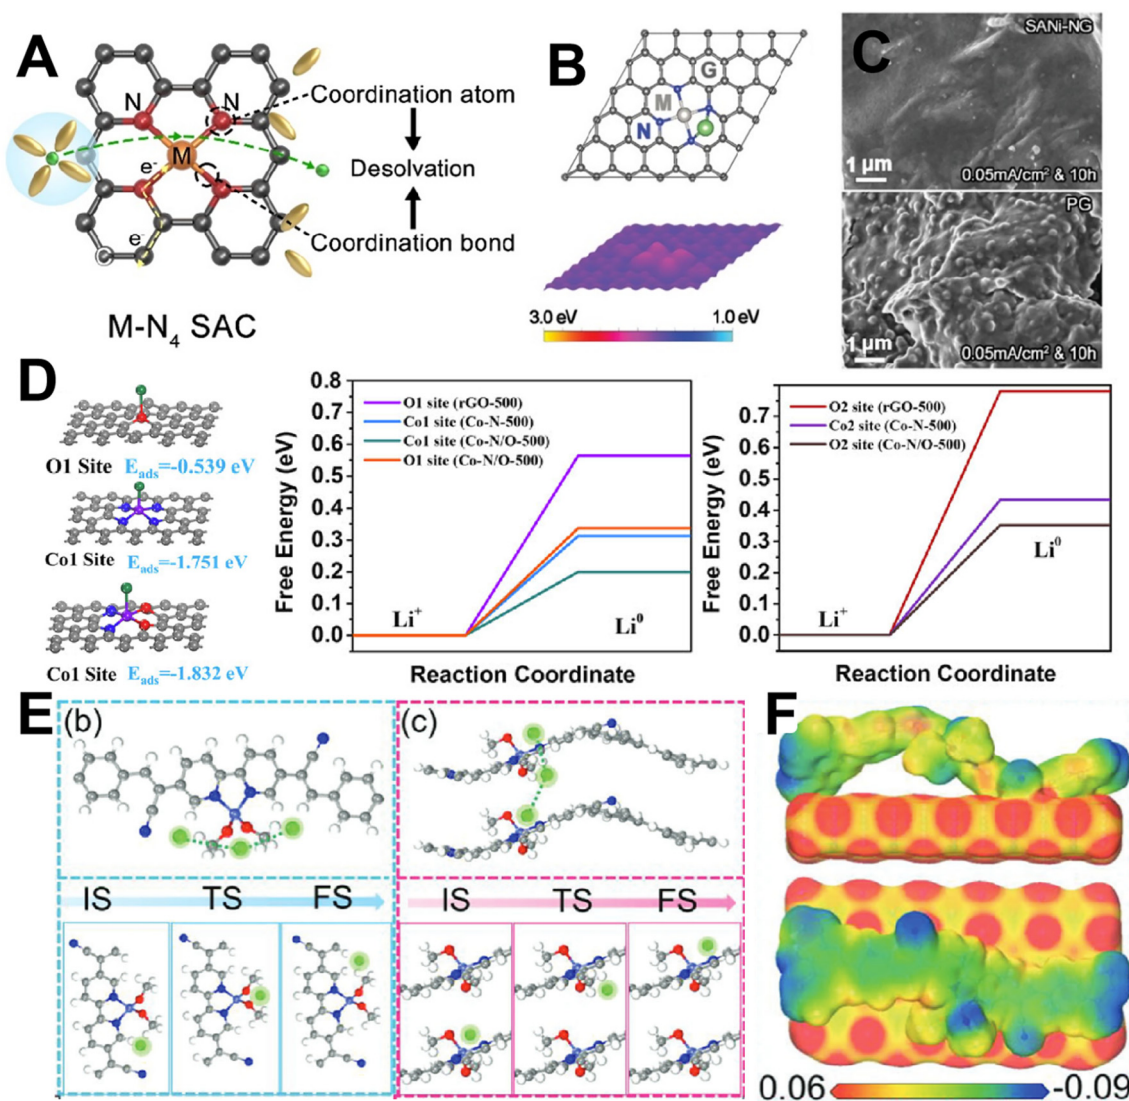 A
N
N
M
e-
e-
C
Coordination atom
Desolvation
Coordination bond
M-N₄ SAC
B
G
M
N
3.0 eV
1.0 eV
C
SANi-NG
1 μm
0.05mA/cm² & 10h
PG
1 μm
0.05mA/cm² & 10h
D
O1 Site Eads=-0.539 eV
Co1 Site Eads=-1.751 eV
Co1 Site Eads=-1.832 eV
Free Energy (eV)
0.8
0.7
0.6
0.5
0.4
0.3
0.2
0.1
0.0
O1 site (rGO-500)
Co1 site (Co-N-500)
Co1 site (Co-N/O-500)
O1 site (Co-N/O-500)
Li⁺
Li⁰
Reaction Coordinate
Free Energy (eV)
0.7
0.6
0.5
0.4
0.3
0.2
0.1
0.0
O2 site (rGO-500)
Co2 site (Co-N-500)
O2 site (Co-N/O-500)
Li⁺
Li⁰
Reaction Coordinate
E
(b)
IS TS FS
(c)
IS TS FS
F
0.06
-0.09